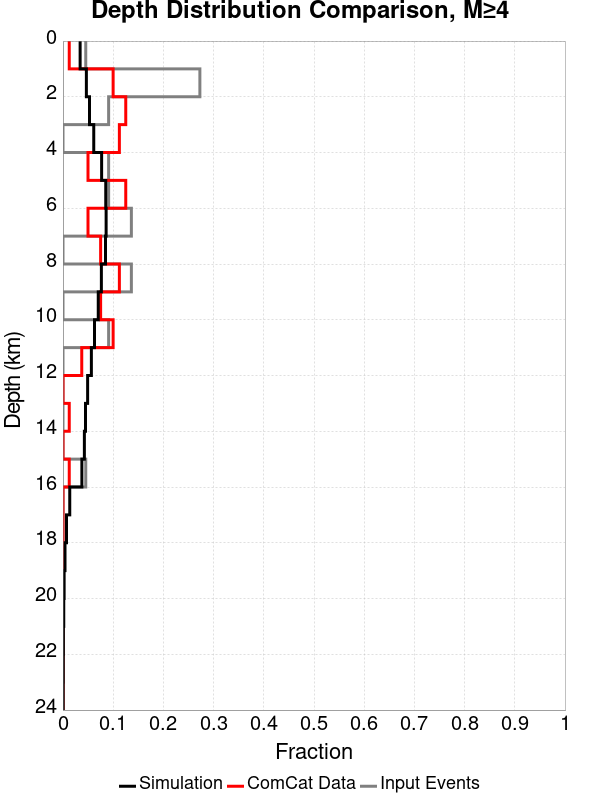 Depth Distribution Comparison, M≥4
0
2
4
6
8
10
12
14
16
18
20
22
24
Depth (km)
0 0.1 0.2 0.3 0.4 0.5 0.6 0.7 0.8 0.9 1
Fraction
Simulation ComCat Data Input Events